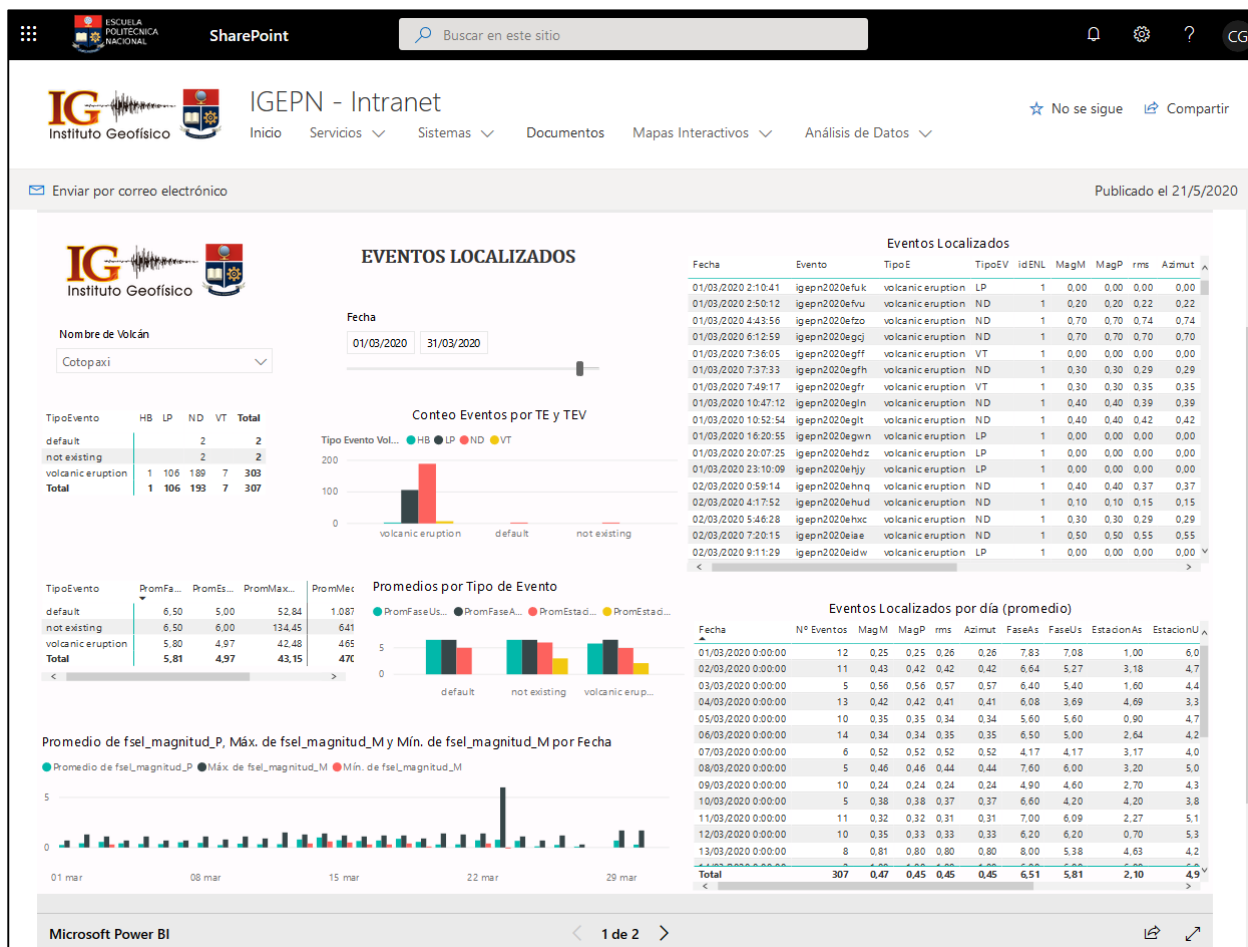 ESCUELA
POLITÉCNICA
NACIONAL
SharePoint
Buscar en este sitio
CG
IG
Instituto Geofísico
IGEPN - Intranet
No se sigue Compartir
Inicio Servicios Sistemas Documentos Mapas Interactivos Análisis de Datos
Enviar por correo electrónico
Publicado el 21/5/2020
IG
Instituto Geofísico
EVENTOS LOCALIZADOS
Nombre de Volcán
Cotopaxi
Fecha
01/03/2020 31/03/2020
TipoEvento HB LP ND VT Total
default 2 2
not existing 2 2
volcanic eruption 1 106 189 7 303
Total 1 106 193 7 307
Conteo Eventos por TE y TEV
Tipo Evento Vol... HB LP ND VT
200
100
0
volcanic eruption default not existing
TipoEvento PromFa... PromEs... PromMax... PromMec
default 6,50 5,00 52,84 1.087
not existing 6,50 6,00 134,45 641
volcanic eruption 5,80 4,97 42,48 465
Total 5,81 4,97 43,15 470
Promedios por Tipo de Evento
PromFaseUs... PromFaseA... PromEstaci... PromEstaci...
5
0
default not existing volcanic erup...
Promedio de fsel_magnitud_P, Máx. de fsel_magnitud_M y Mín. de fsel_magnitud_M por Fecha
Promedio de fsel_magnitud_P Máx. de fsel_magnitud_M Mín. de fsel_magnitud_M
5
0
01 mar 08 mar 15 mar 22 mar 29 mar
Eventos Localizados
Fecha Evento TipoE TipoEV idENL MagM MagP rms Azimut
01/03/2020 2:10:41 igepn2020efuk volcanic eruption LP 1 0,00 0,00 0,00 0,00
01/03/2020 2:50:12 igepn2020efvu volcanic eruption ND 1 0,20 0,20 0,22 0,22
01/03/2020 4:43:56 igepn2020efzo volcanic eruption ND 1 0,70 0,70 0,74 0,74
01/03/2020 6:12:59 igepn2020egcj volcanic eruption ND 1 0,70 0,70 0,70 0,70
01/03/2020 7:36:05 igepn2020egff volcanic eruption VT 1 0,00 0,00 0,00 0,00
01/03/2020 7:37:33 igepn2020egfh volcanic eruption ND 1 0,30 0,30 0,29 0,29
01/03/2020 7:49:17 igepn2020egfr volcanic eruption VT 1 0,30 0,30 0,35 0,35
01/03/2020 10:47:12 igepn2020egln volcanic eruption ND 1 0,40 0,40 0,39 0,39
01/03/2020 10:52:54 igepn2020eglt volcanic eruption ND 1 0,40 0,40 0,42 0,42
01/03/2020 16:20:55 igepn2020egwn volcanic eruption LP 1 0,00 0,00 0,00 0,00
01/03/2020 20:07:25 igepn2020ehdz volcanic eruption LP 1 0,00 0,00 0,00 0,00
01/03/2020 23:10:09 igepn2020ehjy volcanic eruption LP 1 0,00 0,00 0,00 0,00
02/03/2020 0:59:14 igepn2020ehnq volcanic eruption ND 1 0,40 0,40 0,37 0,37
02/03/2020 4:17:52 igepn2020ehud volcanic eruption ND 1 0,10 0,10 0,15 0,15
02/03/2020 5:46:28 igepn2020ehxc volcanic eruption ND 1 0,30 0,30 0,29 0,29
02/03/2020 7:20:15 igepn2020eiae volcanic eruption ND 1 0,50 0,50 0,55 0,55
02/03/2020 9:11:29 igepn2020eidw volcanic eruption LP 1 0,00 0,00 0,00 0,00
Eventos Localizados por día (promedio)
Fecha Nº Eventos MagM MagP rms Azimut FaseAs FaseUs EstacionAs EstacionU
01/03/2020 0:00:00 12 0,25 0,25 0,26 0,26 7,83 7,08 1,00 6,0
02/03/2020 0:00:00 11 0,43 0,42 0,42 0,42 6,64 5,27 3,18 4,7
03/03/2020 0:00:00 5 0,56 0,56 0,57 0,57 6,40 5,40 1,60 4,4
04/03/2020 0:00:00 13 0,42 0,42 0,41 0,41 6,08 3,69 4,69 3,3
05/03/2020 0:00:00 10 0,35 0,35 0,34 0,34 5,60 5,60 0,90 4,7
06/03/2020 0:00:00 14 0,34 0,34 0,35 0,35 6,50 5,00 2,64 4,2
07/03/2020 0:00:00 6 0,52 0,52 0,52 0,52 4,17 4,17 3,17 4,0
08/03/2020 0:00:00 5 0,46 0,46 0,44 0,44 7,60 6,00 3,20 5,0
09/03/2020 0:00:00 10 0,24 0,24 0,24 0,24 4,90 4,60 2,70 4,3
10/03/2020 0:00:00 5 0,38 0,38 0,37 0,37 6,60 4,20 4,20 3,8
11/03/2020 0:00:00 11 0,32 0,32 0,31 0,31 7,00 6,09 2,27 5,1
12/03/2020 0:00:00 10 0,35 0,33 0,33 0,33 6,20 6,20 0,70 5,3
13/03/2020 0:00:00 8 0,81 0,80 0,80 0,80 8,00 5,38 4,63 4,2
Total 307 0,47 0,45 0,45 0,45 6,51 5,81 2,10 4,9
Microsoft Power BI
1 de 2